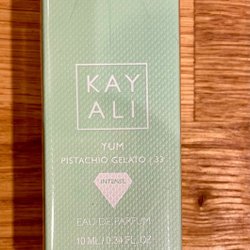 KAY
ALI
YUM
PISTACHIO GELATO | 33
INTENSE
EAU DE PARFUM
10 ML / 0.34 FL. OZ